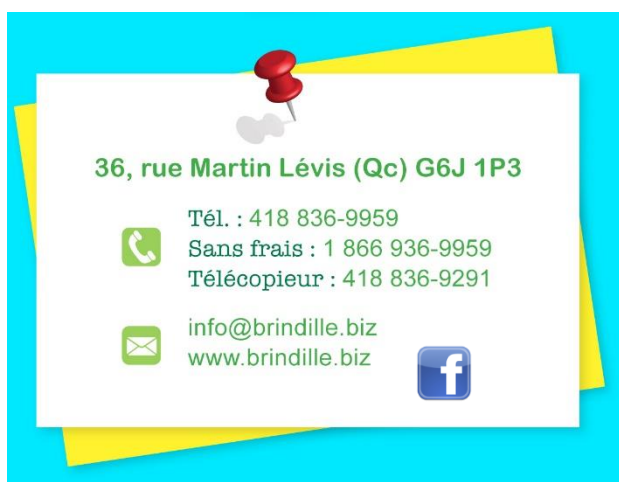 36, rue Martin Lévis (Qc) G6J 1P3
Tél. : 418 836-9959
Sans frais : 1 866 936-9959
Télécopieur : 418 836-9291
info@brindille.biz
www.brindille.biz
f